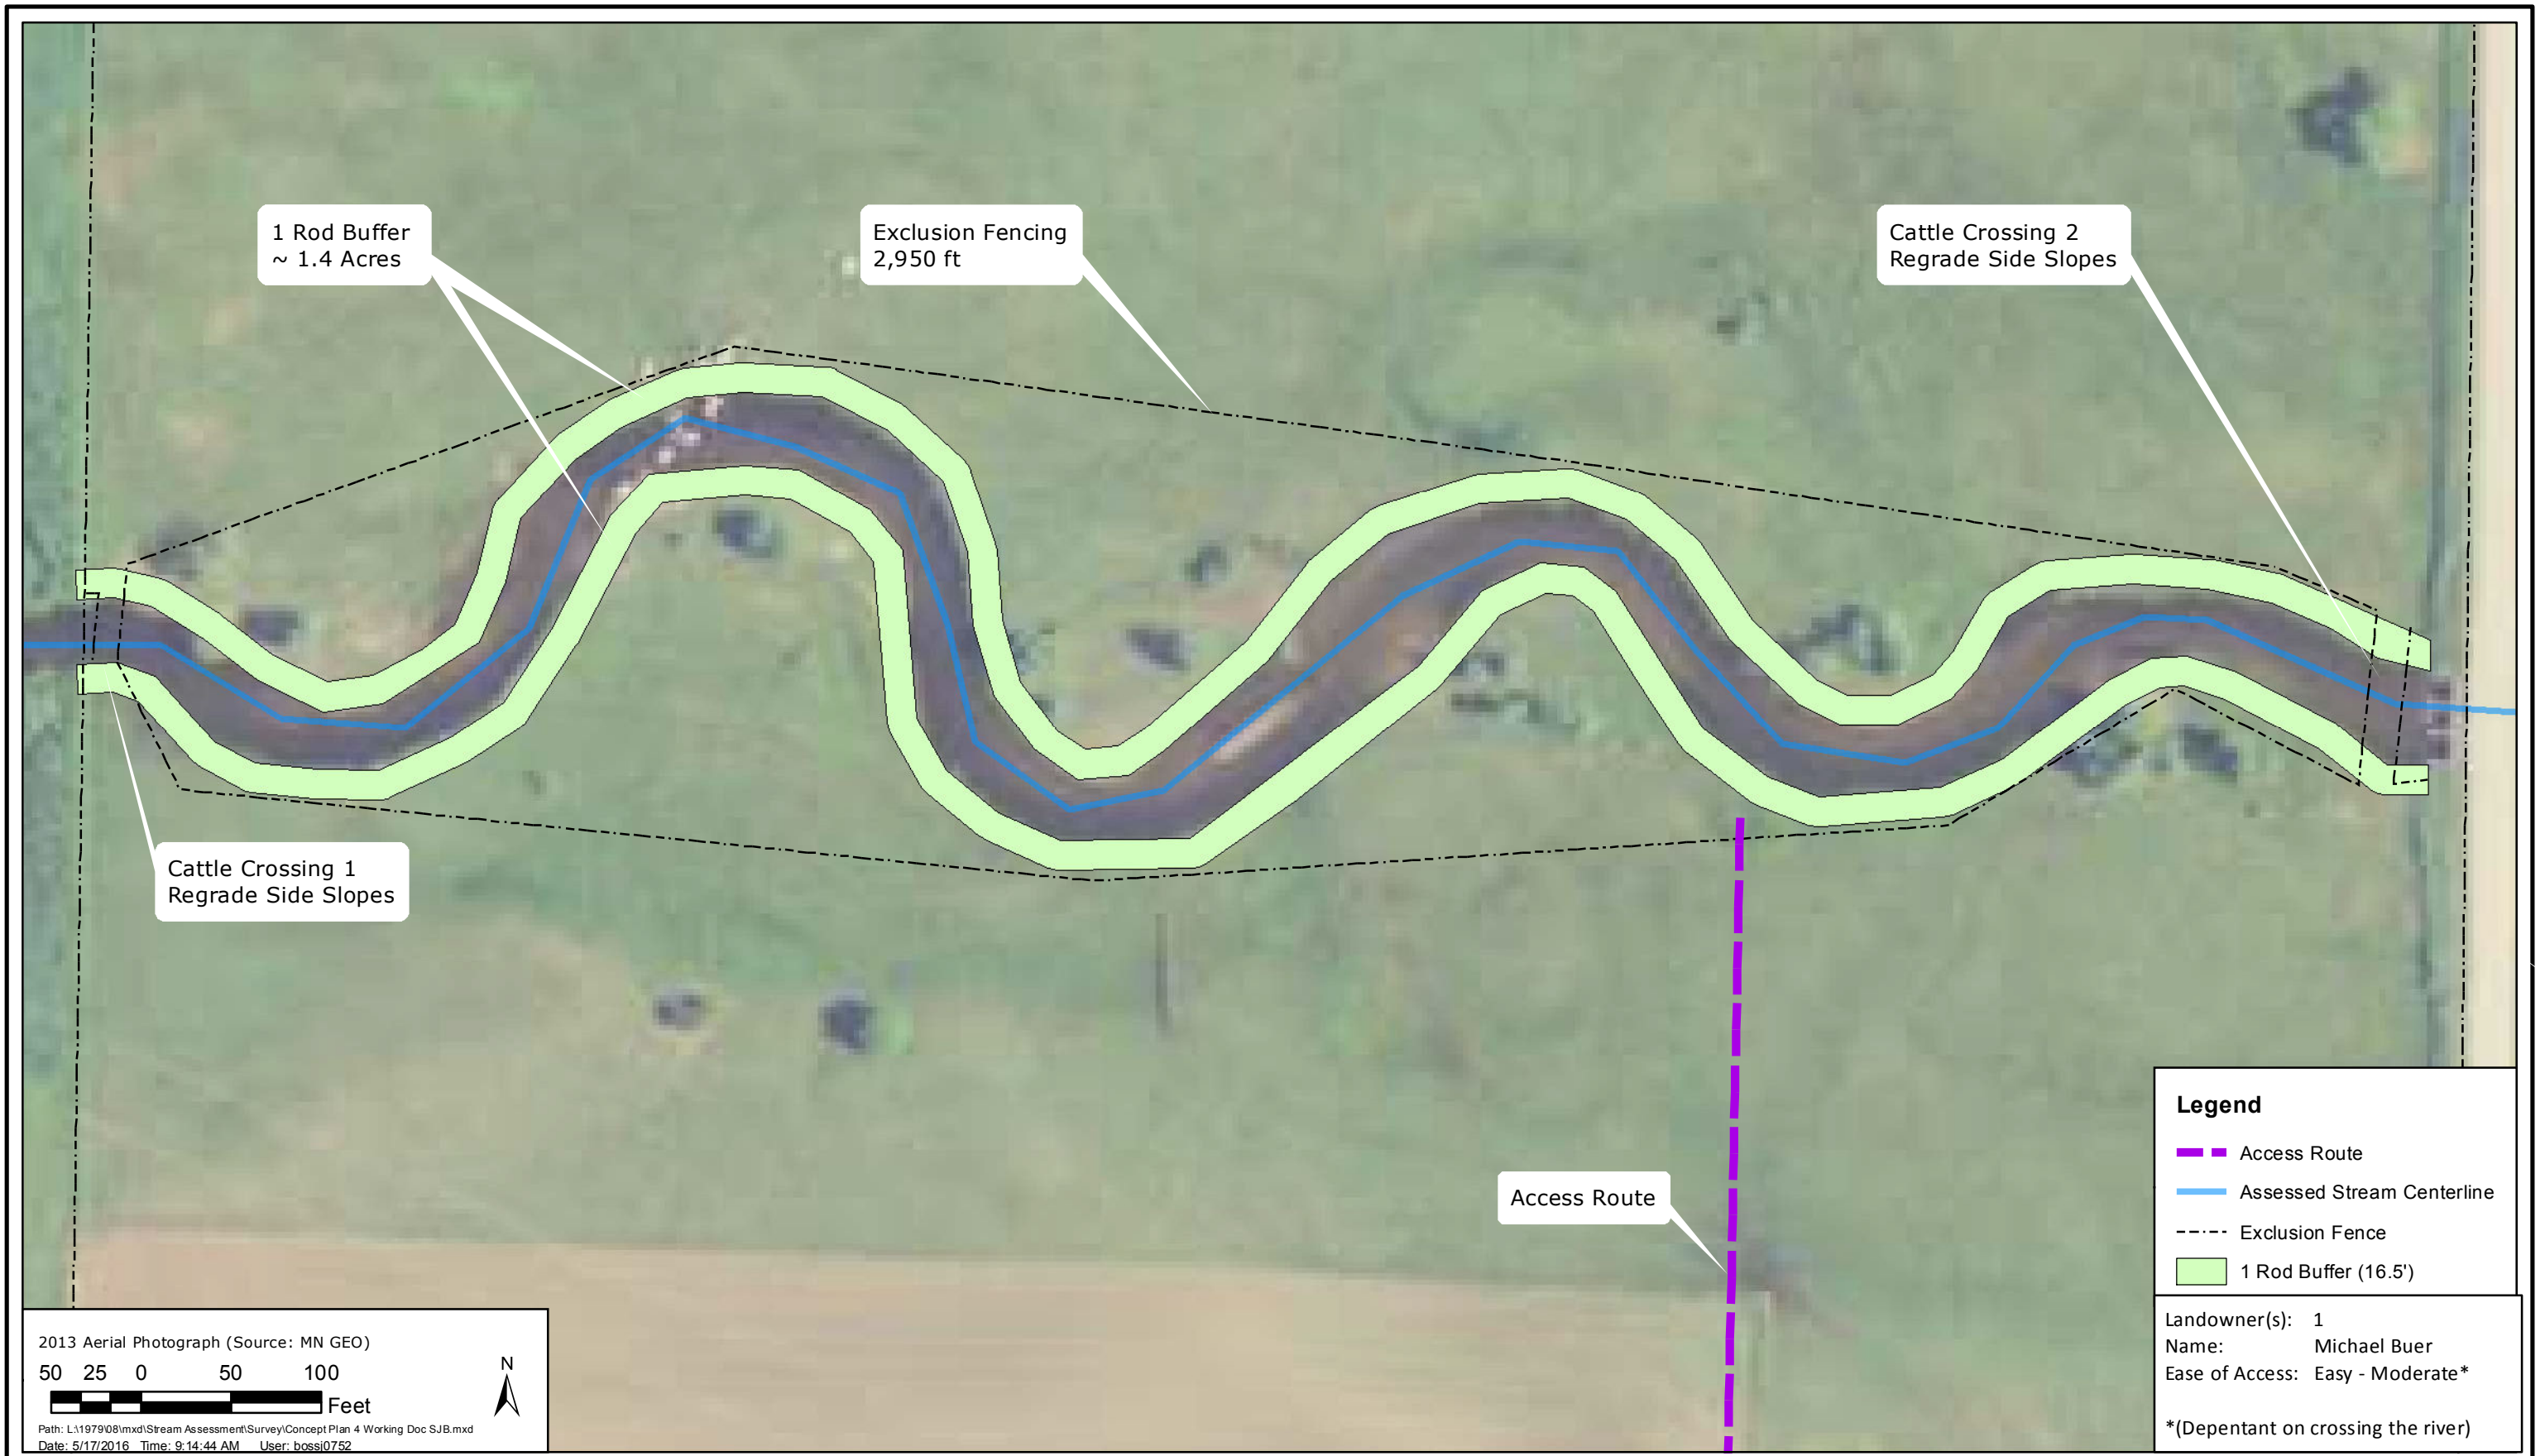 1 Rod Buffer
~ 1.4 Acres
Exclusion Fencing
2,950 ft
Cattle Crossing 2
Regrade Side Slopes
Cattle Crossing 1
Regrade Side Slopes
Access Route
Legend
Access Route
Assessed Stream Centerline
Exclusion Fence
1 Rod Buffer (16.5')
Landowner(s): 1
Name: Michael Buer
Ease of Access: Easy - Moderate*
*(Depentant on crossing the river)
2013 Aerial Photograph (Source: MN GEO)
50 25 0 50 100
Feet
N
Path: L:\1979\08\mxd\Stream Assessment\Survey\Concept Plan 4 Working Doc SJB.mxd
Date: 5/17/2016 Time: 9:14:44 AM User: bossj0752